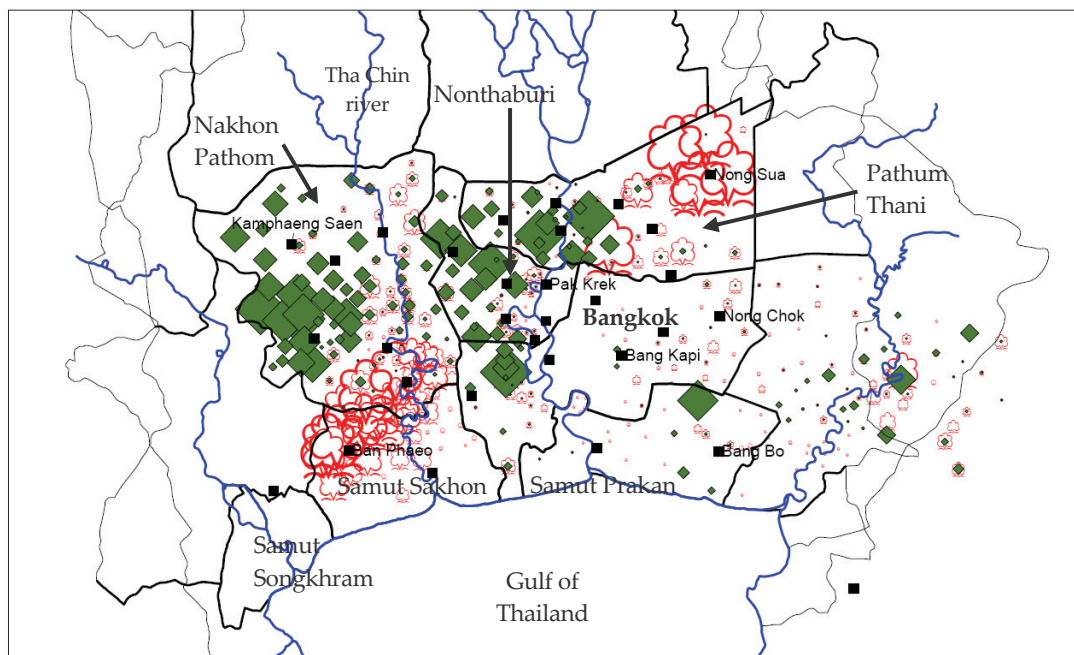 Tha Chin
river
Nonthaburi
Nakhon
Pathom
Nong Sua
Pathum
Thani
Kamphaeng Saen
Pak Krek
Bangkok
Nong Chok
Bang Kapi
Ban Phaeo
Bang Bo
Samut Sakhon
Samut Prakan
Samut
Songkhram
Gulf of
Thailand